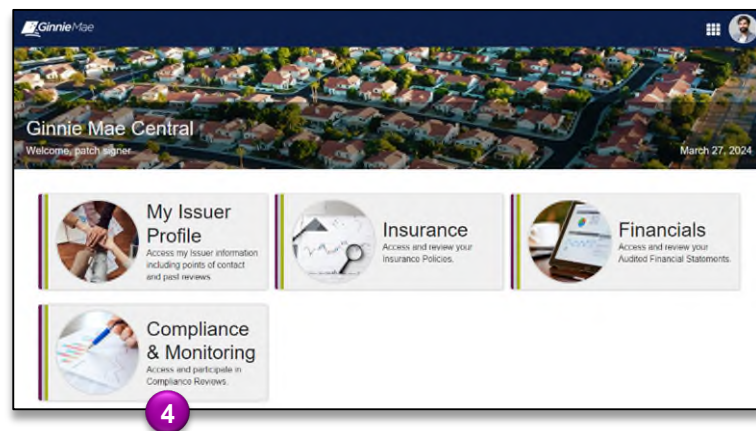 GinnieMae
Ginnie Mae Central
Welcome, patch signer
March 27, 2024
My Issuer
Profile
Access my Issuer information
including points of contact
and past reviews
Insurance
Access and review your
Insurance Policies.
Financials
Access and review your
Audited Financial Statements.
Compliance
& Monitoring
Access and participate in
Compliance Reviews.
4